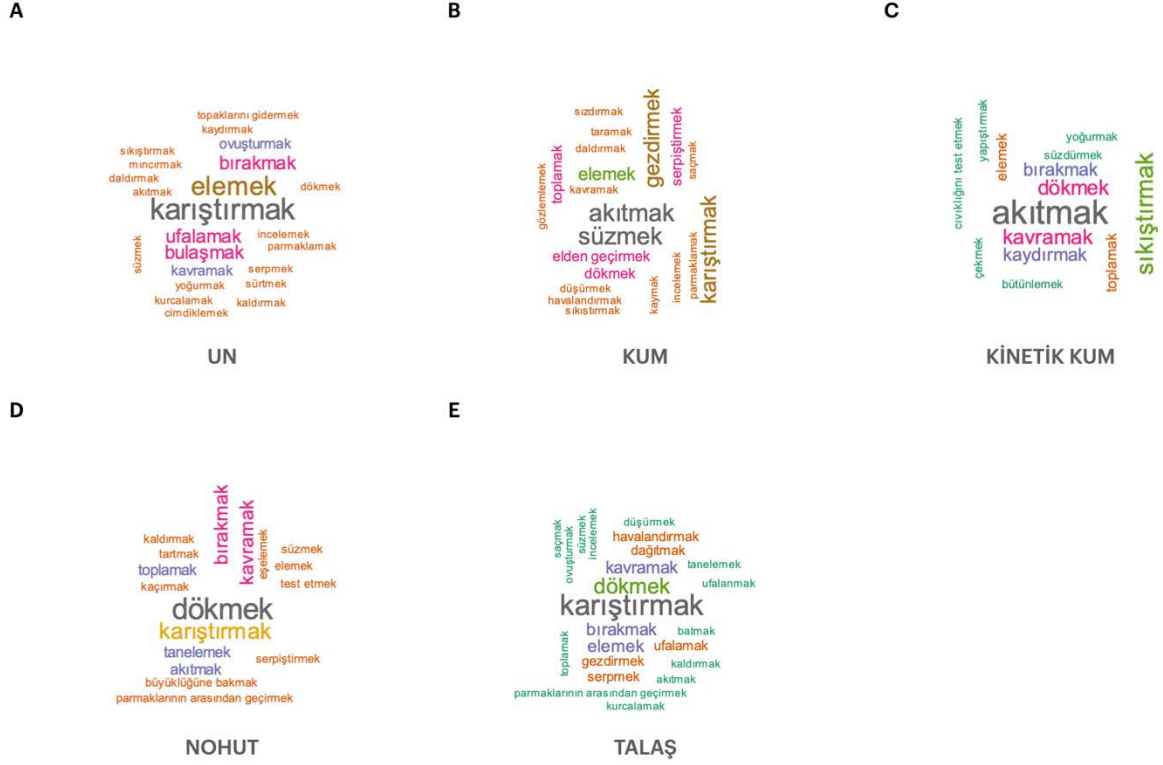 A
topaklarını gidermek
kaydırmak
ovuşturmak
sıkıştırmak
mıncırmak
bırakmak
daldırmak
akıtmak
elemek
dökmek
karıştırmak
süzmek
ufalamak
incelemek
bulaşmak
parmaklamak
kavramak
serpmek
yoğurmak
sürtmek
kurcalamak
kaldırmak
cimdiklemek
UN
B
sızdırmak
gezdirmek
serpiştirmek
taramak
saçmak
daldırmak
toplamak
gözlemlemek
elemek
kavramak
akıtmak
süzmek
karıştırmak
elden geçirmek
parmaklamak
incelemek
dökmek
kaymak
düşürmek
havalandırmak
sıkıştırmak
KUM
C
cıvıklığını test etmek
yapıştırmak
elemek
yoğurmak
süzdürmek
bırakmak
dökmek
sıkıştırmak
akıtmak
kavramak
kaydırmak
çekmek
toplamak
bütünlemek
KİNETİK KUM
D
bırakmak
kavramak
eşelemek
kaldırmak
tartmak
süzmek
toplamak
elemek
kaçırmak
test etmek
dökmek
karıştırmak
tanelemek
serpiştirmek
akıtmak
büyüklüğüne bakmak
parmaklarının arasından geçirmek
NOHUT
E
saçmak
ovuşturmak
süzmek
incelemek
düşürmek
havalandırmak
dağıtmak
kavramak
tanelemek
dökmek
ufalanmak
karıştırmak
bırakmak
batmak
toplamak
elemek
ufalamak
gezdirmek
kaldırmak
serpmek
akıtmak
parmaklarının arasından geçirmek
kurcalamak
TALAŞ